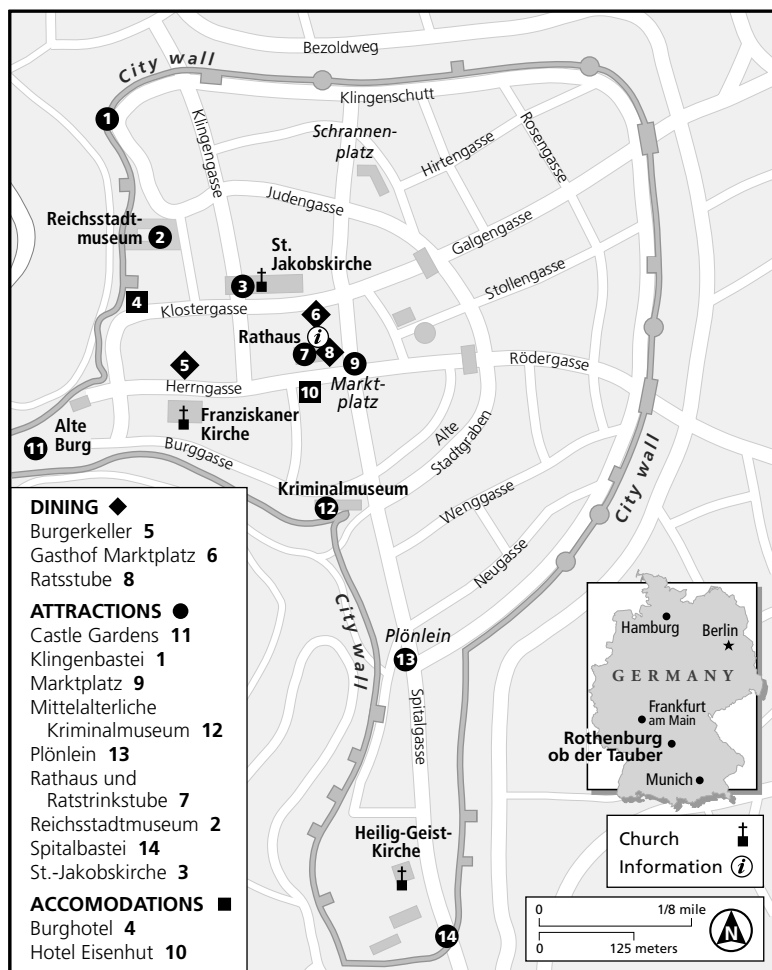 Bezoldweg
City wall
Klingenschutt
1
Klingengasse
Schrannen-
platz
Hirtengasse
Rosengasse
Judengasse
Reichsstadt-
museum
2
Galgengasse
St.
Jakobskirche
3
Stollengasse
4
Klostergasse
6
Rathaus
i
7
8
9
5
Rödergasse
Herrngasse
10
Markt-
platz
Franziskaner
Kirche
Alte
Burg
11
Burggasse
Alte
Stadtgraben
City wall
Kriminalmuseum
12
Wenggasse
Neugasse
City wall
Plönlein
13
Spitalgasse
Heilig-Geist-
Kirche
14
DINING
Burgerkeller 5
Gasthof Marktplatz 6
Ratsstube 8
ATTRACTIONS
Castle Gardens 11
Klingenbastei 1
Marktplatz 9
Mittelalterliche
Kriminalmuseum 12
Plönlein 13
Rathaus und
Ratstrinkstube 7
Reichsstadtmuseum 2
Spitalbastei 14
St.-Jakobskirche 3
ACCOMODATIONS
Burghotel 4
Hotel Eisenhut 10
Hamburg
Berlin
GERMANY
Frankfurt
am Main
Rothenburg
ob der Tauber
Munich
Church
Information i
0 1/8 mile
0 125 meters
N